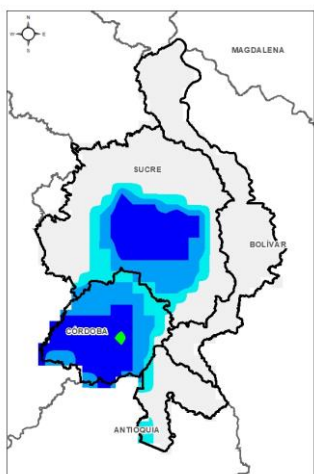 N
W E
S
MAGDALENA
SUCRE
BOLÍVAR
CÓRDOBA
ANTIOQUIA